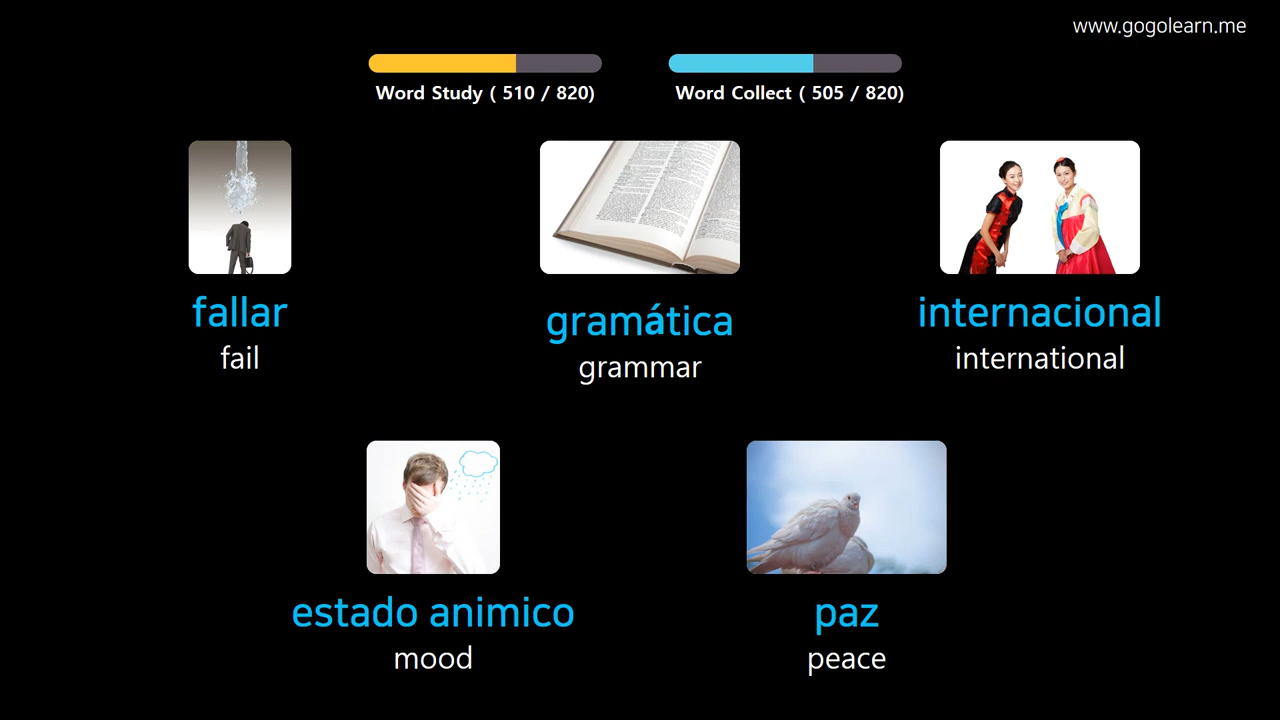 www.gogolearn.me
Word Study ( 510 / 820)
Word Collect ( 505 / 820)
fallar
fail
gramática
grammar
internacional
international
estado animico
mood
paz
peace